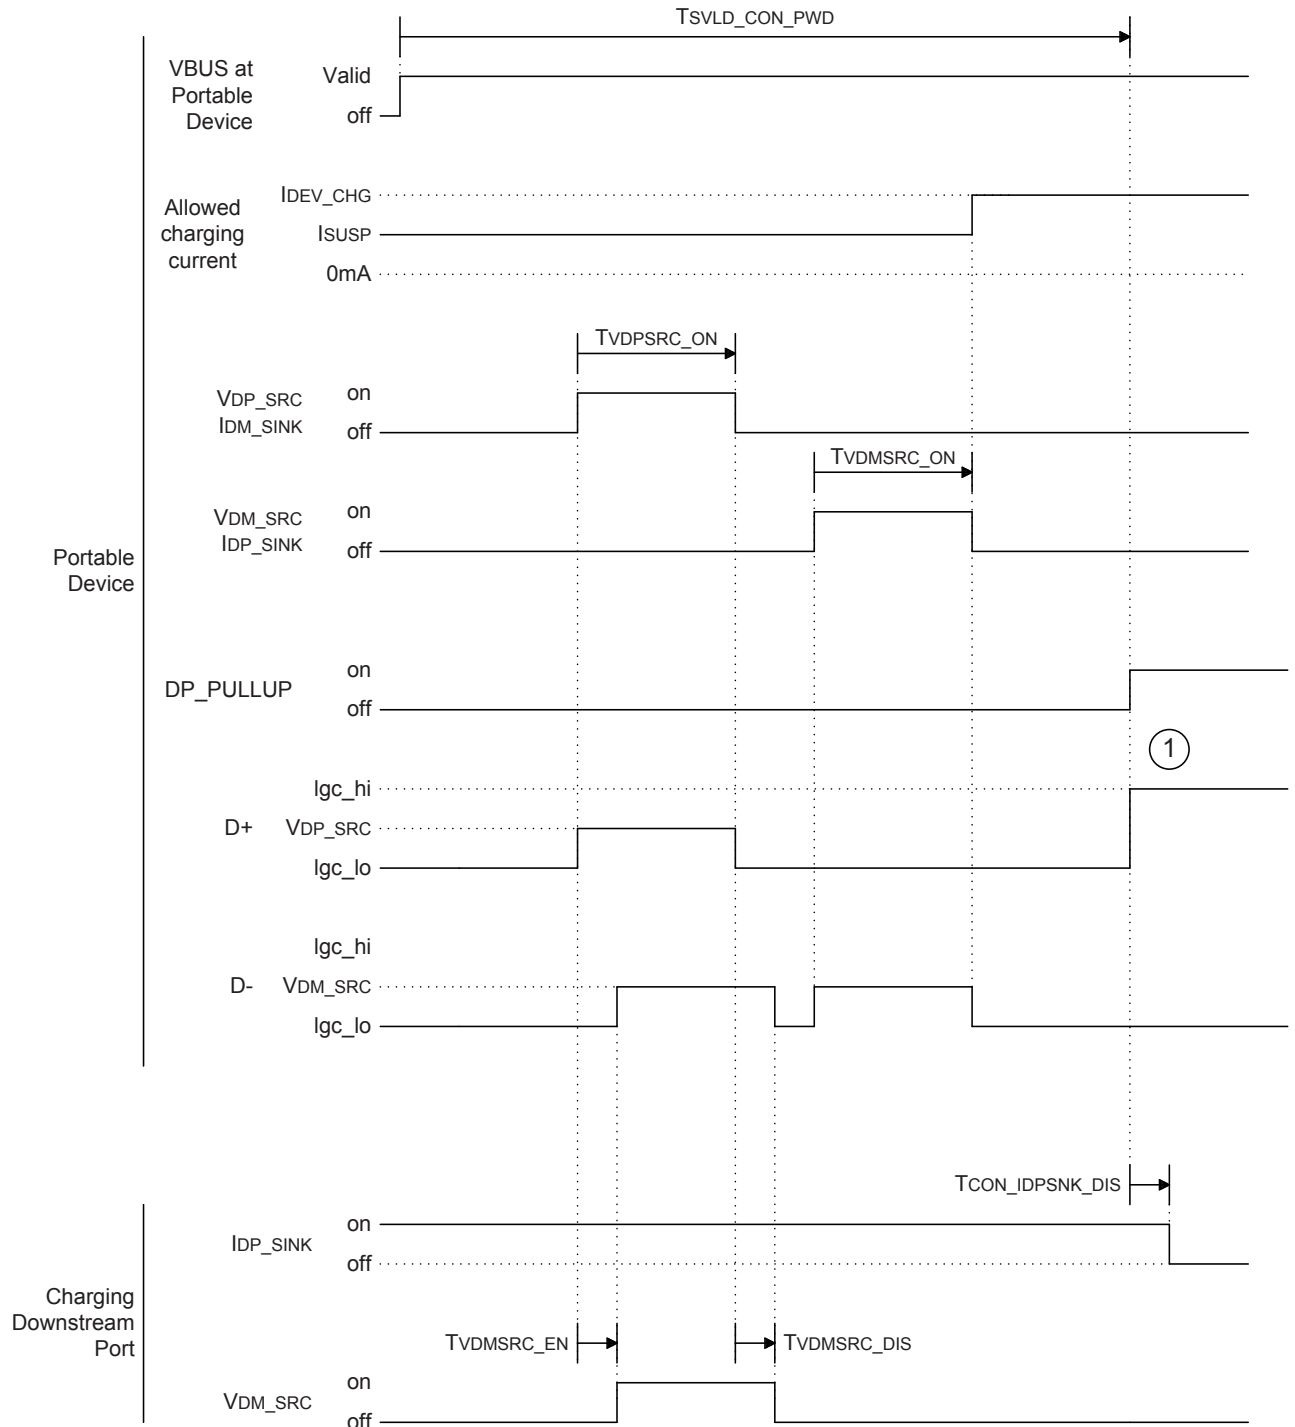 TSVLD_CON_PWD
VBUS at
Portable
Device
Valid
off
Allowed
charging
current
IDEV_CHG
ISUSP
0mA
TVDPSRC_ON
VDP_SRC
IDM_SINK
on
off
TVDMSRC_ON
VDM_SRC
IDP_SINK
on
off
Portable
Device
DP_PULLUP
on
off
1
D+
lgc_hi
VDP_SRC
lgc_lo
D-
lgc_hi
VDM_SRC
lgc_lo
TCON_IDPSNK_DIS
IDP_SINK
on
off
Charging
Downstream
Port
TVDMSRC_EN
TVDMSRC_DIS
VDM_SRC
on
off